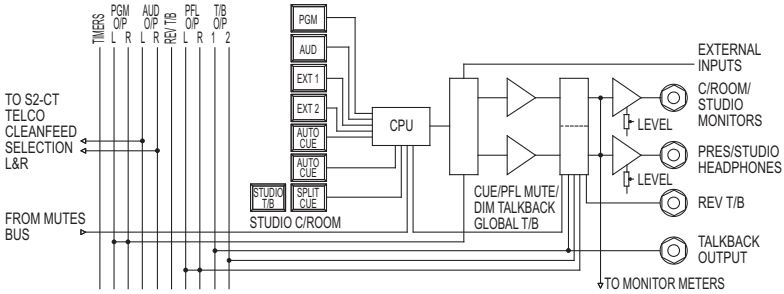 TIMERS
PGM
O/P
L R
AUD
O/P
L R
REV T/B
PFL
O/P
L R
T/B
O/P
1 2
PGM
AUD
EXT 1
EXT 2
AUTO
CUE
AUTO
CUE
STUDIO
T/B
SPLIT
CUE
STUDIO C/ROOM
CPU
TO S2-CT
TELCO
CLEANFEED
SELECTION
L&R
FROM MUTES
BUS
CUE/PFL MUTE/
DIM TALKBACK
GLOBAL T/B
EXTERNAL
INPUTS
C/ROOM/
STUDIO
MONITORS
LEVEL
PRES/STUDIO
HEADPHONES
LEVEL
REV T/B
TALKBACK
OUTPUT
TO MONITOR METERS